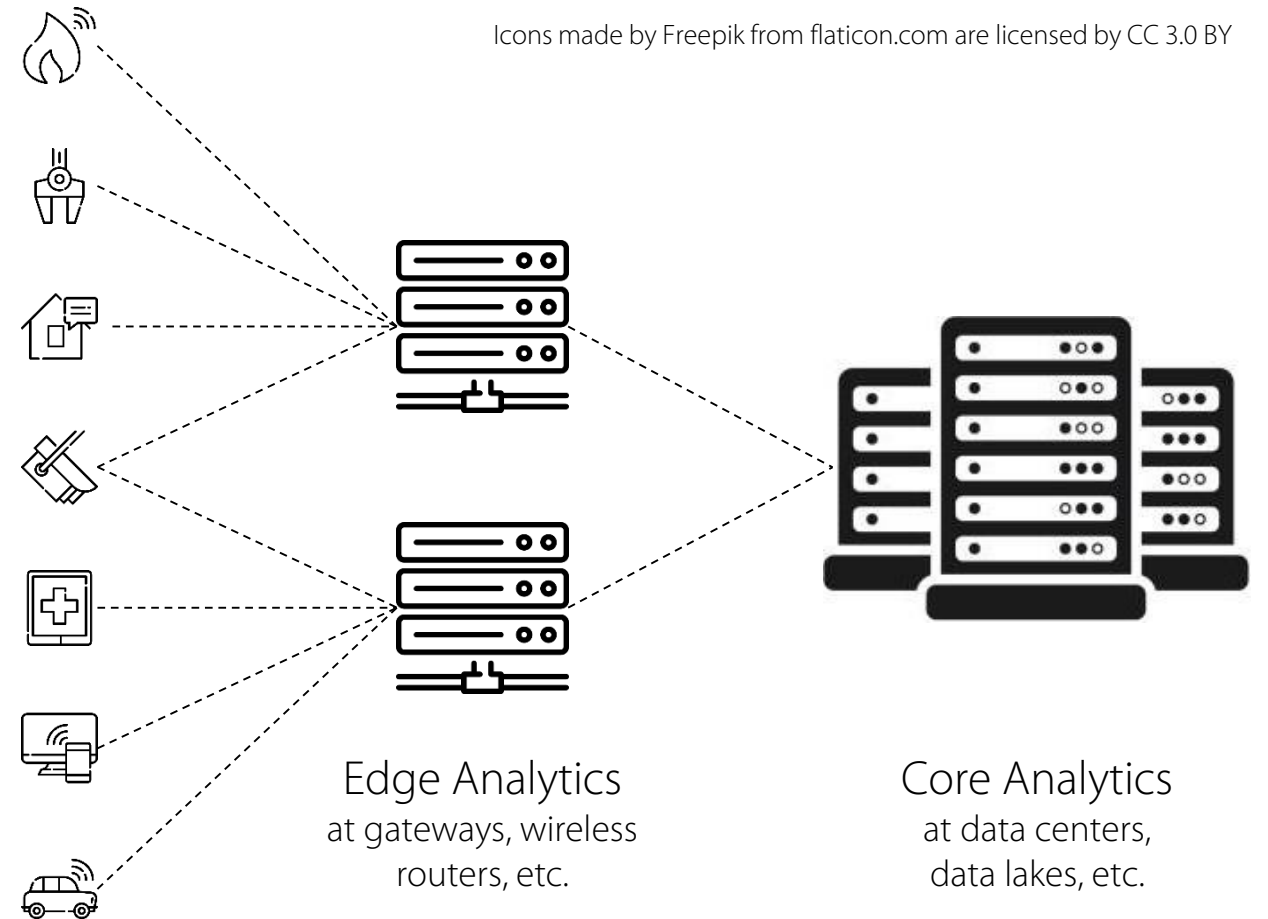 Icons made by Freepik from flaticon.com are licensed by CC 3.0 BY
Edge Analytics
at gateways, wireless
routers, etc.
Core Analytics
at data centers,
data lakes, etc.